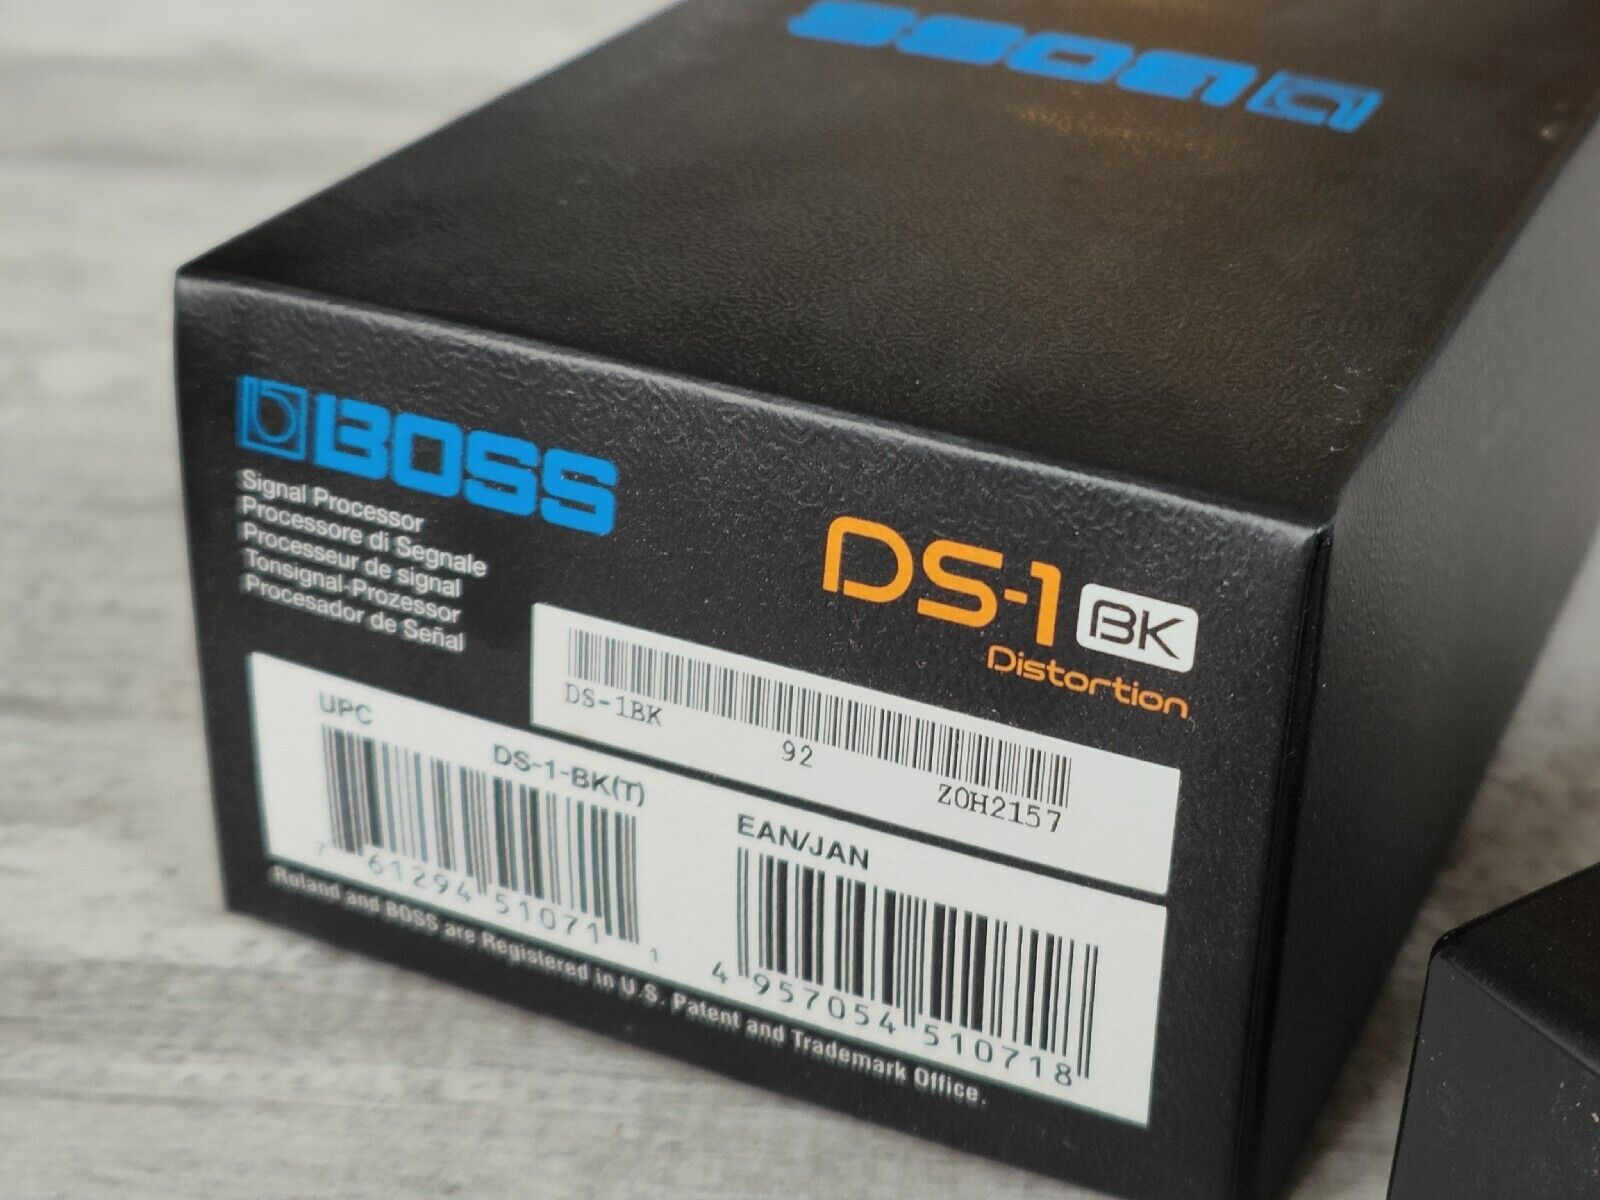 BOSS
b BOSS
Signal Processor
Processore di Segnale
Processeur de signal
Tonsignal-Prozessor
Procesador de Señal
DS-1 BK
Distortion
DS-1BK 92 Z0H2157
UPC
DS-1-BK(T)
7 61294 51071 1
EAN/JAN
4 957054 510718
Roland and BOSS are Registered in U.S. Patent and Trademark Office.